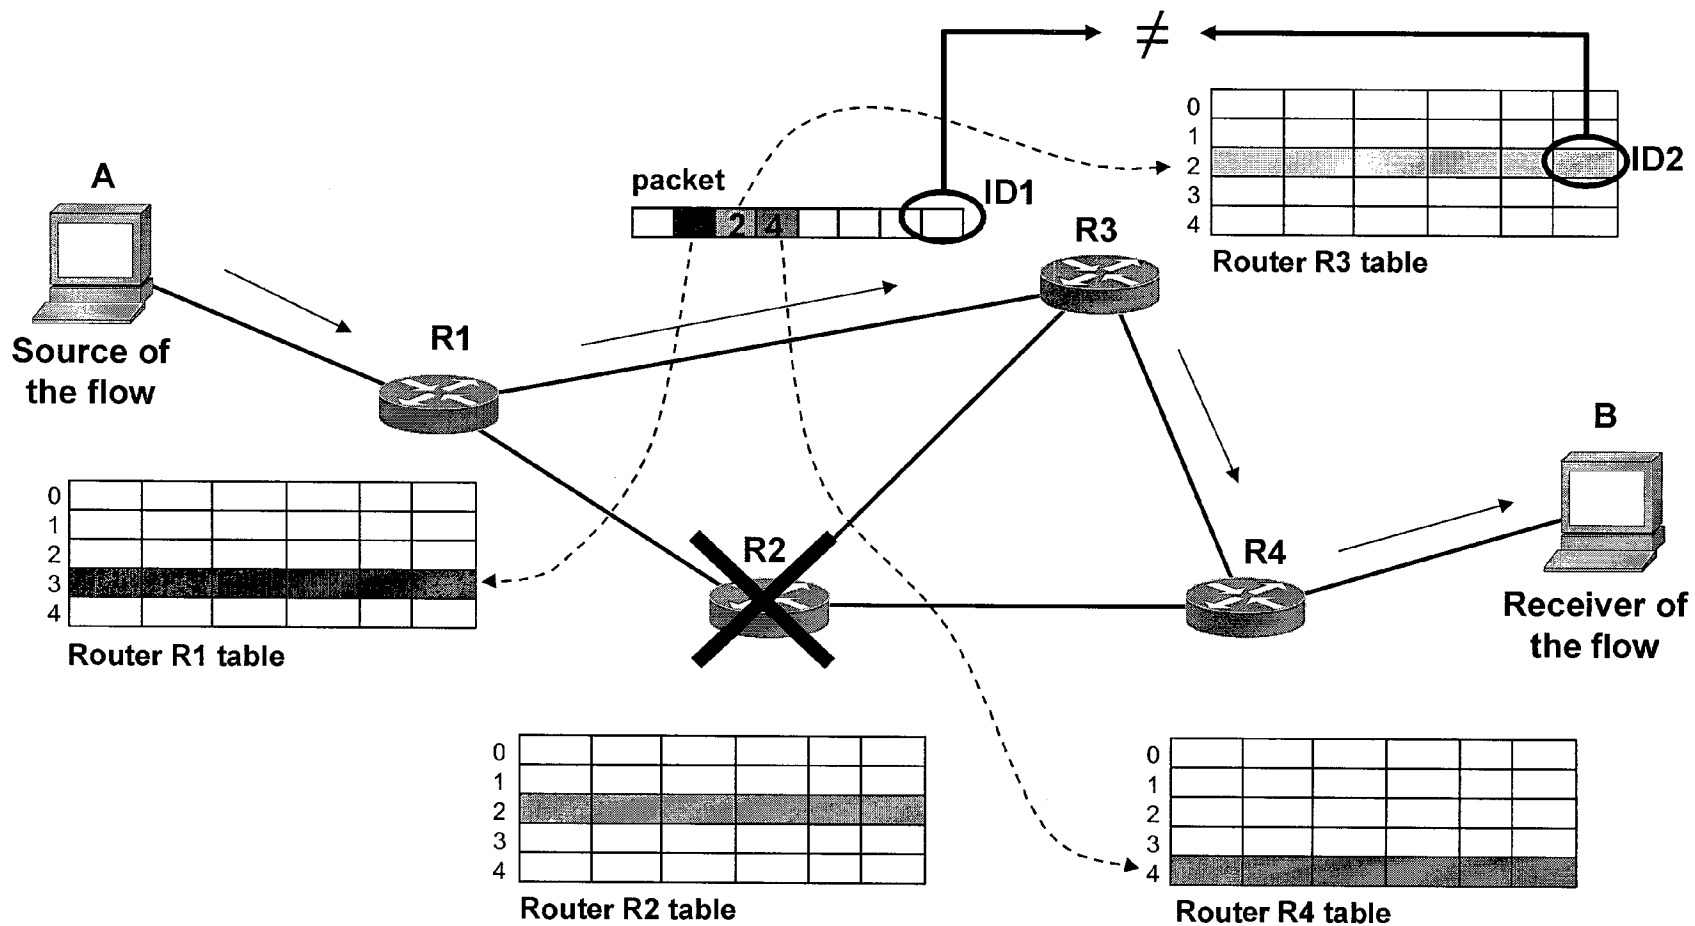 ≠
0
1
2
3
4
ID2
Router R3 table
A
packet
2 4
ID1
R3
Source of
the flow
R1
B
0
1
2
3
4
Router R1 table
R2
R4
Receiver of
the flow
0
1
2
3
4
Router R2 table
0
1
2
3
4
Router R4 table